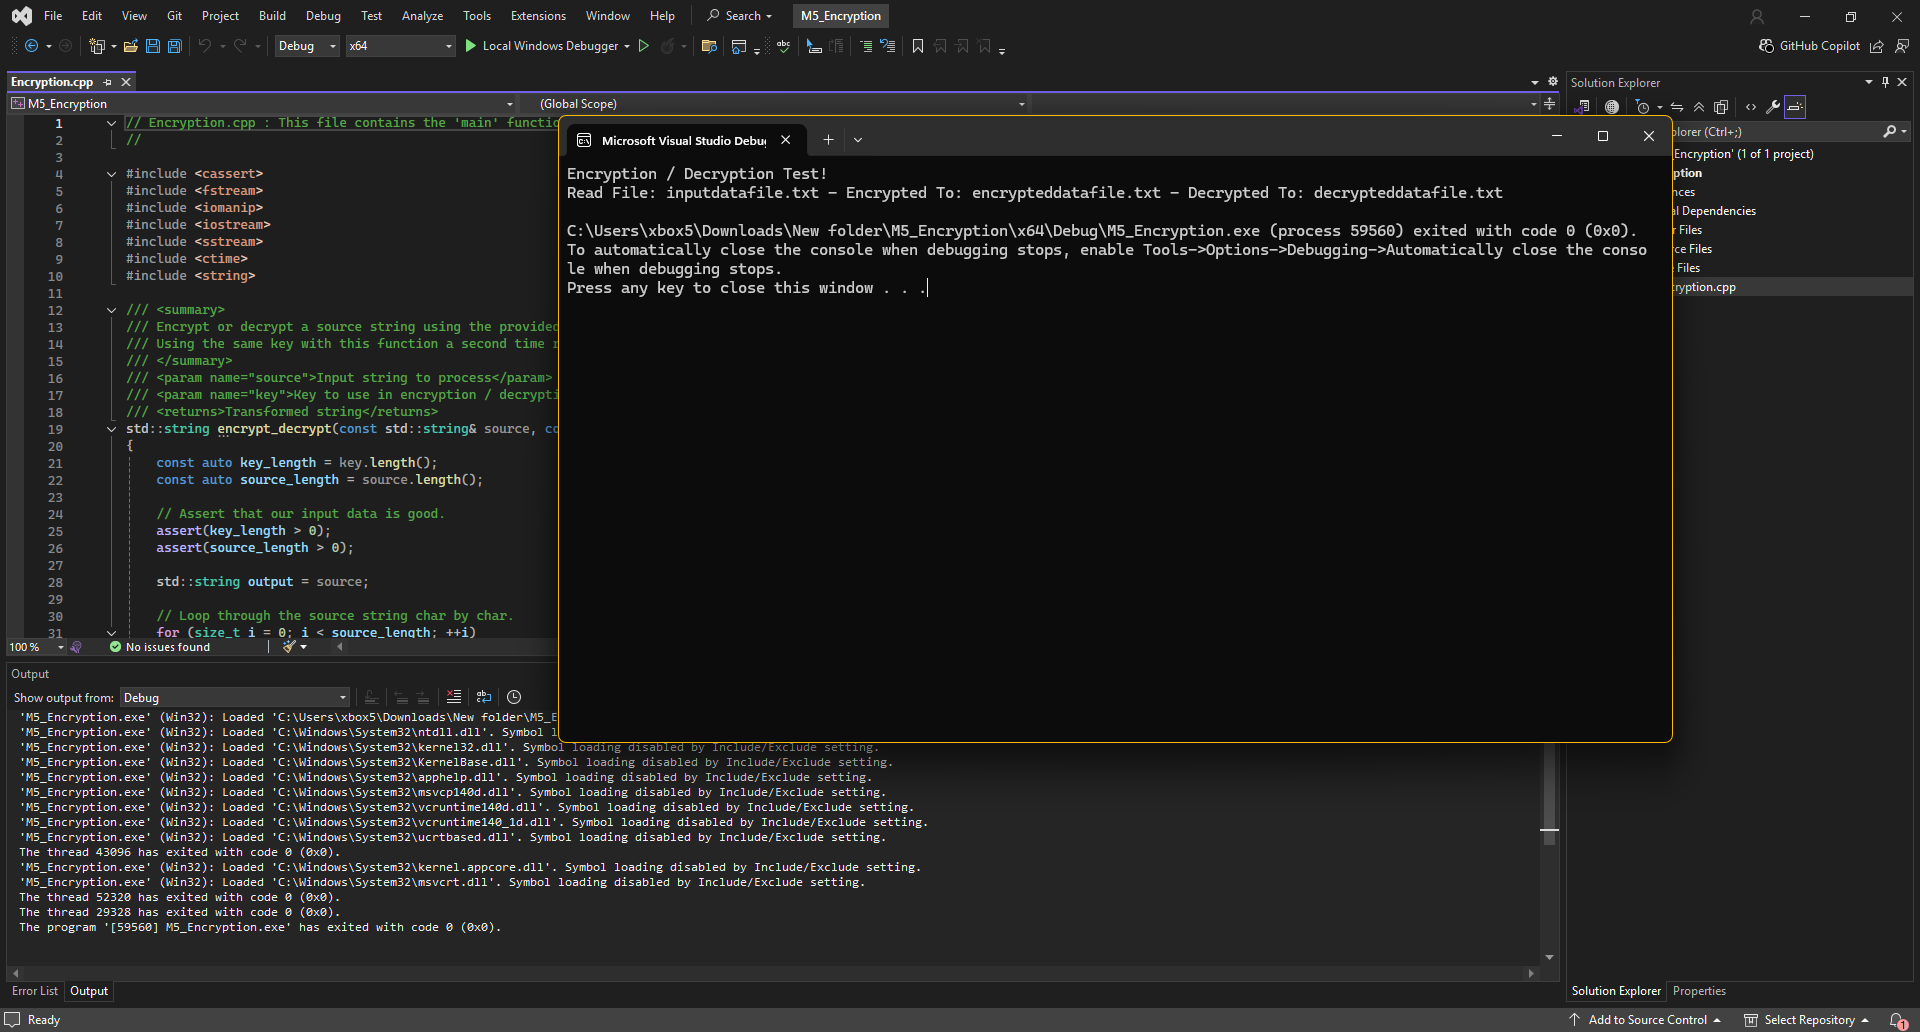 File Edit View Git Project Build Debug Test Analyze Tools Extensions Window Help Search M5_Encryption
Debug x64 Local Windows Debugger GitHub Copilot
Encryption.cpp
M5_Encryption (Global Scope)
1 // Encryption.cpp : This file contains the 'main' functio
2 //
3
4 #include <cassert>
5 #include <fstream>
6 #include <iomanip>
7 #include <iostream>
8 #include <sstream>
9 #include <ctime>
10 #include <string>
11
12 /// <summary>
13 /// Encrypt or decrypt a source string using the provided
14 /// Using the same key with this function a second time
15 /// </summary>
16 /// <param name="source">Input string to process</param>
17 /// <param name="key">Key to use in encryption / decrypti
18 /// <returns>Transformed string</returns>
19 std::string encrypt_decrypt(const std::string& source, co
20 {
21 const auto key_length = key.length();
22 const auto source_length = source.length();
23
24 // Assert that our input data is good.
25 assert(key_length > 0);
26 assert(source_length > 0);
27
28 std::string output = source;
29
30 // Loop through the source string char by char.
31 for (size_t i = 0; i < source_length; ++i)
100 % No issues found
Microsoft Visual Studio Debug
Encryption / Decryption Test!
Read File: inputdatafile.txt - Encrypted To: encrypteddatafile.txt - Decrypted To: decrypteddatafile.txt
C:\Users\xbox5\Downloads\New folder\M5_Encryption\x64\Debug\M5_Encryption.exe (process 59560) exited with code 0 (0x0).
To automatically close the console when debugging stops, enable Tools->Options->Debugging->Automatically close the conso
le when debugging stops.
Press any key to close this window . . .
Solution Explorer
plorer (Ctrl+;)
Encryption' (1 of 1 project)
ption
nces
al Dependencies
r Files
ce Files
e Files
cryption.cpp
Output
Show output from: Debug
'M5_Encryption.exe' (Win32): Loaded 'C:\Users\xbox5\Downloads\New folder\M5_E
'M5_Encryption.exe' (Win32): Loaded 'C:\Windows\System32\ntdll.dll'. Symbol l
'M5_Encryption.exe' (Win32): Loaded 'C:\Windows\System32\kernel32.dll'. Symbol loading disabled by Include/Exclude setting.
'M5_Encryption.exe' (Win32): Loaded 'C:\Windows\System32\KernelBase.dll'. Symbol loading disabled by Include/Exclude setting.
'M5_Encryption.exe' (Win32): Loaded 'C:\Windows\System32\apphelp.dll'. Symbol loading disabled by Include/Exclude setting.
'M5_Encryption.exe' (Win32): Loaded 'C:\Windows\System32\msvcp140d.dll'. Symbol loading disabled by Include/Exclude setting.
'M5_Encryption.exe' (Win32): Loaded 'C:\Windows\System32\vcruntime140d.dll'. Symbol loading disabled by Include/Exclude setting.
'M5_Encryption.exe' (Win32): Loaded 'C:\Windows\System32\vcruntime140_1d.dll'. Symbol loading disabled by Include/Exclude setting.
'M5_Encryption.exe' (Win32): Loaded 'C:\Windows\System32\ucrtbased.dll'. Symbol loading disabled by Include/Exclude setting.
The thread 43096 has exited with code 0 (0x0).
'M5_Encryption.exe' (Win32): Loaded 'C:\Windows\System32\kernel.appcore.dll'. Symbol loading disabled by Include/Exclude setting.
'M5_Encryption.exe' (Win32): Loaded 'C:\Windows\System32\msvcrt.dll'. Symbol loading disabled by Include/Exclude setting.
The thread 52320 has exited with code 0 (0x0).
The thread 29328 has exited with code 0 (0x0).
The program '[59560] M5_Encryption.exe' has exited with code 0 (0x0).
Error List Output
Solution Explorer Properties
Ready Add to Source Control Select Repository 1